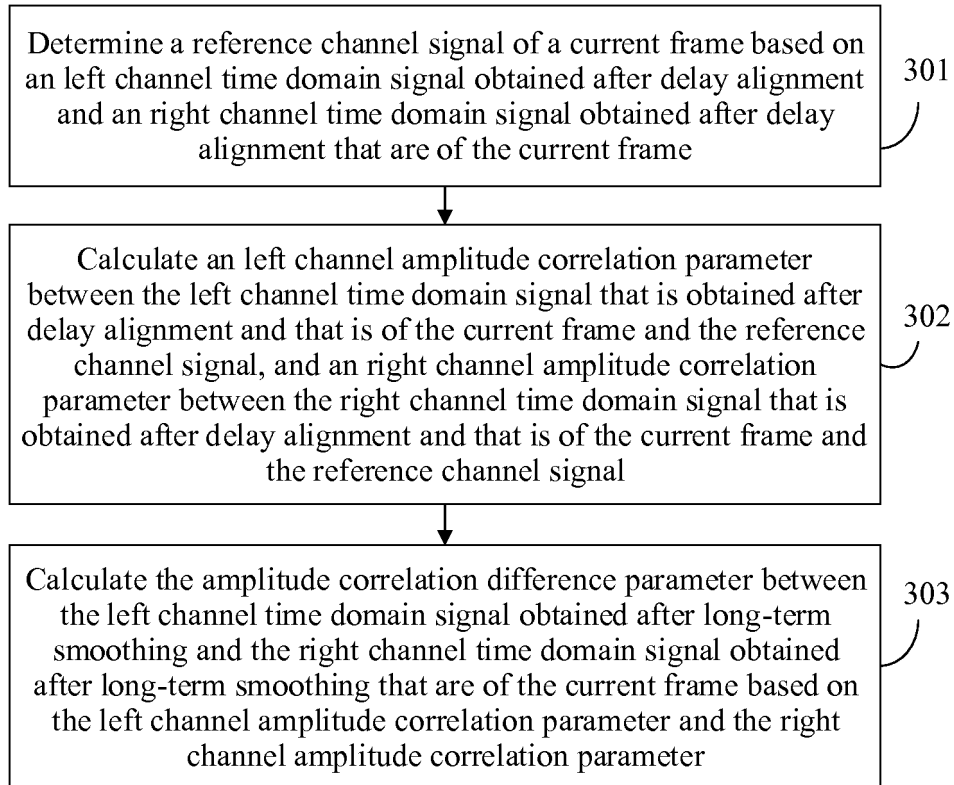 Determine a reference channel signal of a current frame based on
an left channel time domain signal obtained after delay alignment
and an right channel time domain signal obtained after delay
alignment that are of the current frame
301
Calculate an left channel amplitude correlation parameter
between the left channel time domain signal that is obtained after
delay alignment and that is of the current frame and the reference
channel signal, and an right channel amplitude correlation
parameter between the right channel time domain signal that is
obtained after delay alignment and that is of the current frame and
the reference channel signal
302
Calculate the amplitude correlation difference parameter between
the left channel time domain signal obtained after long-term
smoothing and the right channel time domain signal obtained
after long-term smoothing that are of the current frame based on
the left channel amplitude correlation parameter and the right
channel amplitude correlation parameter
303